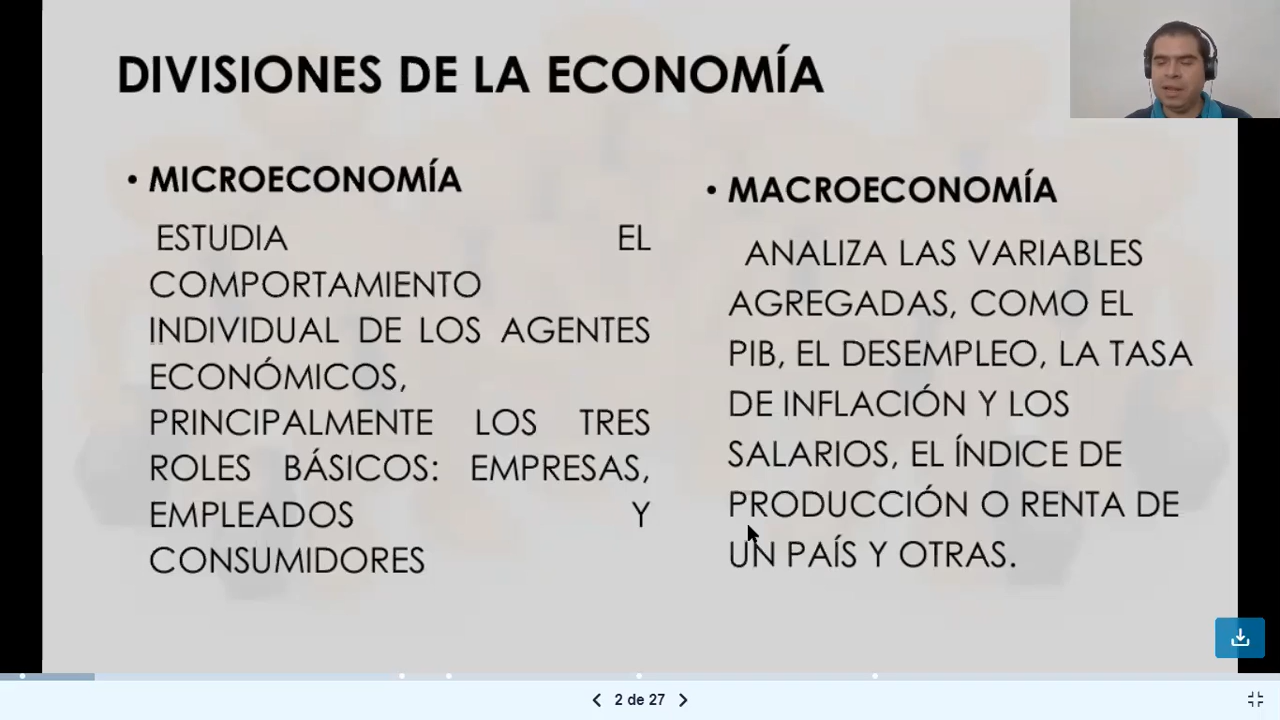 DIVISIONES DE LA ECONOMÍA
• MICROECONOMÍA
ESTUDIA EL
COMPORTAMIENTO
INDIVIDUAL DE LOS AGENTES
ECONÓMICOS,
PRINCIPALMENTE LOS TRES
ROLES BÁSICOS: EMPRESAS,
EMPLEADOS Y
CONSUMIDORES
• MACROECONOMÍA
ANALIZA LAS VARIABLES
AGREGADAS, COMO EL
PIB, EL DESEMPLEO, LA TASA
DE INFLACIÓN Y LOS
SALARIOS, EL ÍNDICE DE
PRODUCCIÓN O RENTA DE
UN PAÍS Y OTRAS.
2 de 27